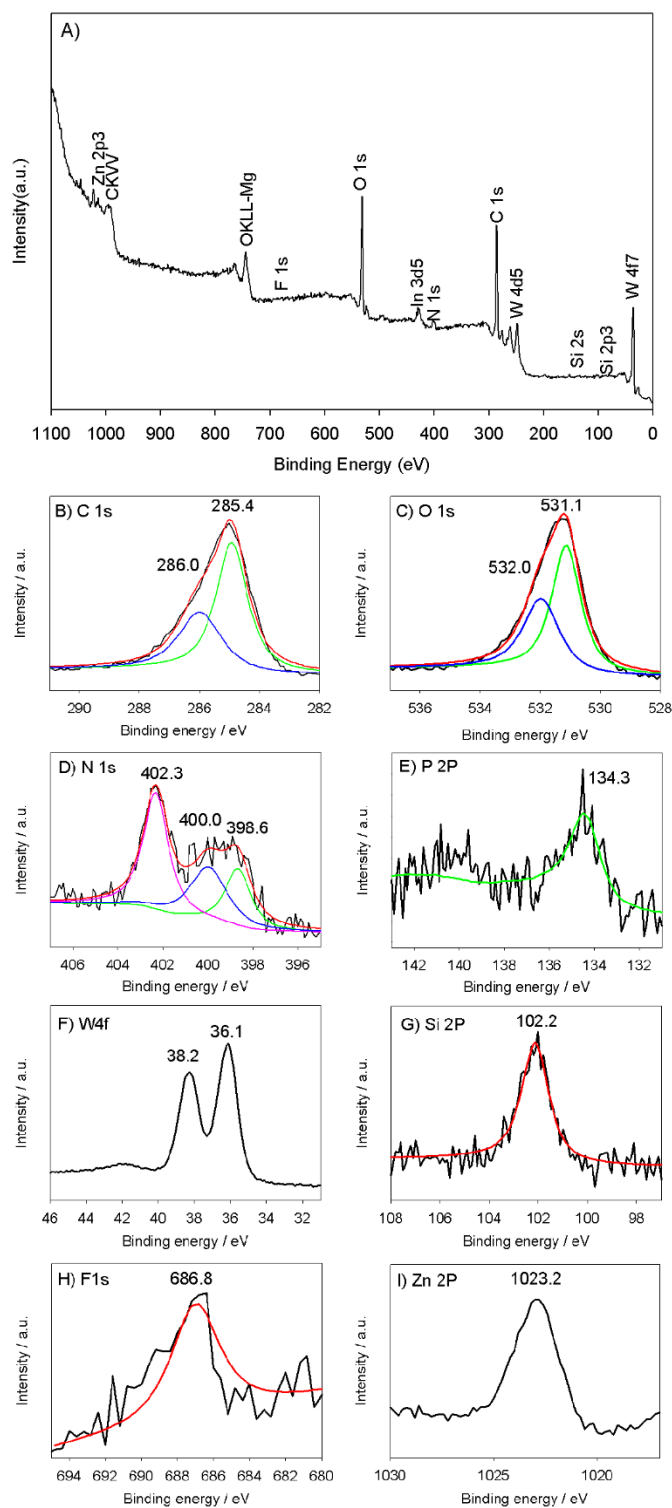 A)
Intensity(a.u.)
Zn 2p3
CKVV
OKLL-Mg
F 1s
O 1s
In 3d5
N 1s
C 1s
W 4d5
Si 2s
Si 2p3
W 4f7
1100 1000 900 800 700 600 500 400 300 200 100 0
Binding Energy (eV)
B) C 1s
285.4
286.0
Intensity / a.u.
290 288 286 284 282
Binding energy / eV
C) O 1s
531.1
532.0
Intensity / a.u.
536 534 532 530 528
Binding energy / eV
D) N 1s
402.3
400.0
398.6
Intensity / a.u.
406 404 402 400 398 396
Binding energy / eV
E) P 2P
134.3
Intensity / a.u.
142 140 138 136 134 132
Binding energy / eV
F) W4f
38.2
36.1
Intensity / a.u.
46 44 42 40 38 36 34 32
Binding energy / eV
G) Si 2P
102.2
Intensity / a.u.
108 106 104 102 100 98
Binding energy / eV
H) F1s
686.8
Intensity / a.u.
694 692 690 688 686 684 682 680
Binding energy / eV
I) Zn 2P
1023.2
Intensity / a.u.
1030 1025 1020
Binding energy / eV